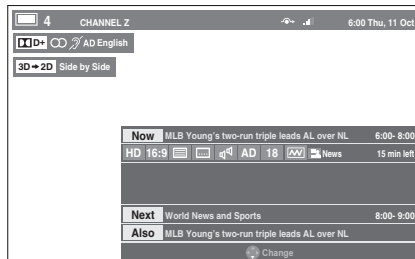 4 CHANNEL Z 6:00 Thu, 11 Oct
D+ AD English
3D→2D Side by Side
Now MLB Young's two-run triple leads AL over NL 6:00- 8:00
HD 16:9 AD 18 News 15 min left
Next World News and Sports 8:00- 9:00
Also MLB Young's two-run triple leads AL over NL
Change